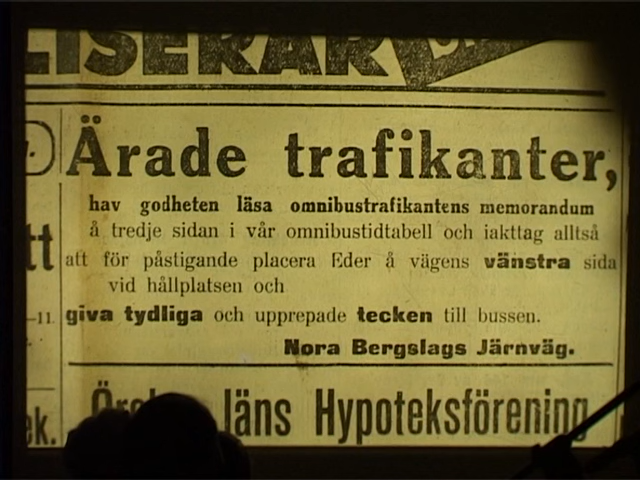 LISERAR
Ärade trafikanter,
hav godheten läsa omnibustrafikantens memorandum
å tredje sidan i vår omnibustidtabell och iakttag alltså
att för påstigande placera Eder å vägens vänstra sida
vid hållplatsen och
giva tydliga och upprepade tecken till bussen.
Nora Bergslags Järnväg.
läns Hypoteksförening
tt
–11.
ek.